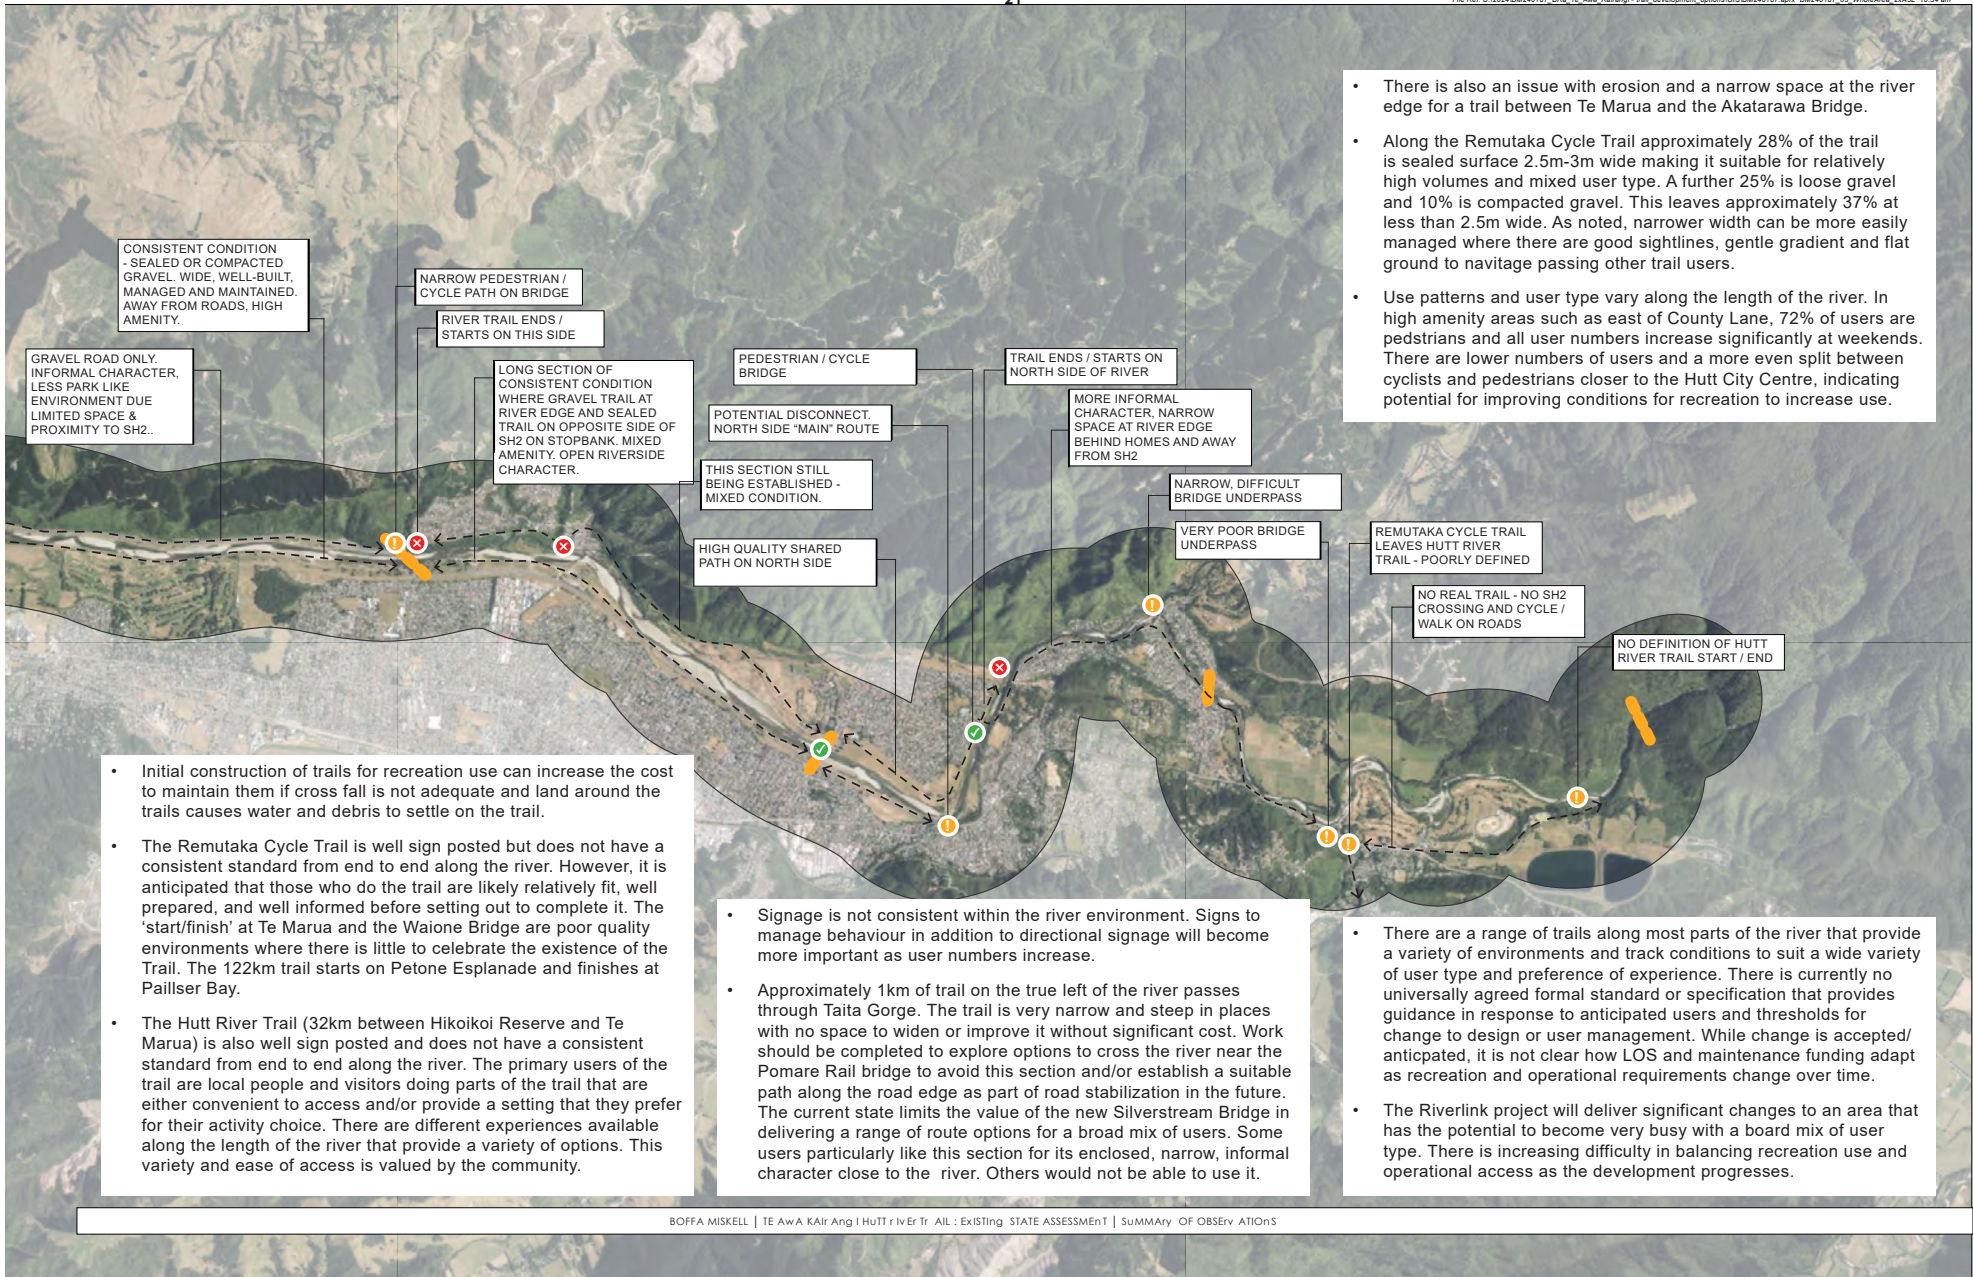 21
CONSISTENT CONDITION
- SEALED OR COMPACTED
GRAVEL. WIDE, WELL-BUILT,
MANAGED AND MAINTAINED.
AWAY FROM ROADS, HIGH
AMENITY.
GRAVEL ROAD ONLY.
INFORMAL CHARACTER,
LESS PARK LIKE
ENVIRONMENT DUE
LIMITED SPACE &
PROXIMITY TO SH2..
NARROW PEDESTRIAN /
CYCLE PATH ON BRIDGE
RIVER TRAIL ENDS /
STARTS ON THIS SIDE
LONG SECTION OF
CONSISTENT CONDITION
WHERE GRAVEL TRAIL AT
RIVER EDGE AND SEALED
TRAIL ON OPPOSITE SIDE OF
SH2 ON STOPBANK. MIXED
AMENITY. OPEN RIVERSIDE
CHARACTER.
PEDESTRIAN / CYCLE
BRIDGE
POTENTIAL DISCONNECT.
NORTH SIDE “MAIN” ROUTE
THIS SECTION STILL
BEING ESTABLISHED -
MIXED CONDITION.
HIGH QUALITY SHARED
PATH ON NORTH SIDE
TRAIL ENDS / STARTS ON
NORTH SIDE OF RIVER
MORE INFORMAL
CHARACTER, NARROW
SPACE AT RIVER EDGE
BEHIND HOMES AND AWAY
FROM SH2
NARROW, DIFFICULT
BRIDGE UNDERPASS
VERY POOR BRIDGE
UNDERPASS
REMUTAKA CYCLE TRAIL
LEAVES HUTT RIVER
TRAIL - POORLY DEFINED
NO REAL TRAIL - NO SH2
CROSSING AND CYCLE /
WALK ON ROADS
NO DEFINITION OF HUTT
RIVER TRAIL START / END
• There is also an issue with erosion and a narrow space at the river
edge for a trail between Te Marua and the Akatarawa Bridge.
• Along the Remutaka Cycle Trail approximately 28% of the trail
is sealed surface 2.5m-3m wide making it suitable for relatively
high volumes and mixed user type. A further 25% is loose gravel
and 10% is compacted gravel. This leaves approximately 37% at
less than 2.5m wide. As noted, narrower width can be more easily
managed where there are good sightlines, gentle gradient and flat
ground to navitage passing other trail users.
• Use patterns and user type vary along the length of the river. In
high amenity areas such as east of County Lane, 72% of users are
pedstrians and all user numbers increase significantly at weekends.
There are lower numbers of users and a more even split between
cyclists and pedestrians closer to the Hutt City Centre, indicating
potential for improving conditions for recreation to increase use.
• Initial construction of trails for recreation use can increase the cost
to maintain them if cross fall is not adequate and land around the
trails causes water and debris to settle on the trail.
• The Remutaka Cycle Trail is well sign posted but does not have a
consistent standard from end to end along the river. However, it is
anticipated that those who do the trail are likely relatively fit, well
prepared, and well informed before setting out to complete it. The
‘start/finish’ at Te Marua and the Waione Bridge are poor quality
environments where there is little to celebrate the existence of the
Trail. The 122km trail starts on Petone Esplanade and finishes at
Paillser Bay.
• The Hutt River Trail (32km between Hikoikoi Reserve and Te
Marua) is also well sign posted and does not have a consistent
standard from end to end along the river. The primary users of the
trail are local people and visitors doing parts of the trail that are
either convenient to access and/or provide a setting that they prefer
for their activity choice. There are different experiences available
along the length of the river that provide a variety of options. This
variety and ease of access is valued by the community.
• Signage is not consistent within the river environment. Signs to
manage behaviour in addition to directional signage will become
more important as user numbers increase.
• Approximately 1km of trail on the true left of the river passes
through Taita Gorge. The trail is very narrow and steep in places
with no space to widen or improve it without significant cost. Work
should be completed to explore options to cross the river near the
Pomare Rail bridge to avoid this section and/or establish a suitable
path along the road edge as part of road stabilization in the future.
The current state limits the value of the new Silverstream Bridge in
delivering a range of route options for a broad mix of users. Some
users particularly like this section for its enclosed, narrow, informal
character close to the river. Others would not be able to use it.
• There are a range of trails along most parts of the river that provide
a variety of environments and track conditions to suit a wide variety
of user type and preference of experience. There is currently no
universally agreed formal standard or specification that provides
guidance in response to anticipated users and thresholds for
change to design or user management. While change is accepted/
anticpated, it is not clear how LOS and maintenance funding adapt
as recreation and operational requirements change over time.
• The Riverlink project will deliver significant changes to an area that
has the potential to become very busy with a board mix of user
type. There is increasing difficulty in balancing recreation use and
operational access as the development progresses.
BOFFA MISKELL | TE AwA KAIr Ang I HuTT r IvEr Tr AIL : ExISTIng STATE ASSESSMEnT | SuMMAry OF OBSErv ATIOnS